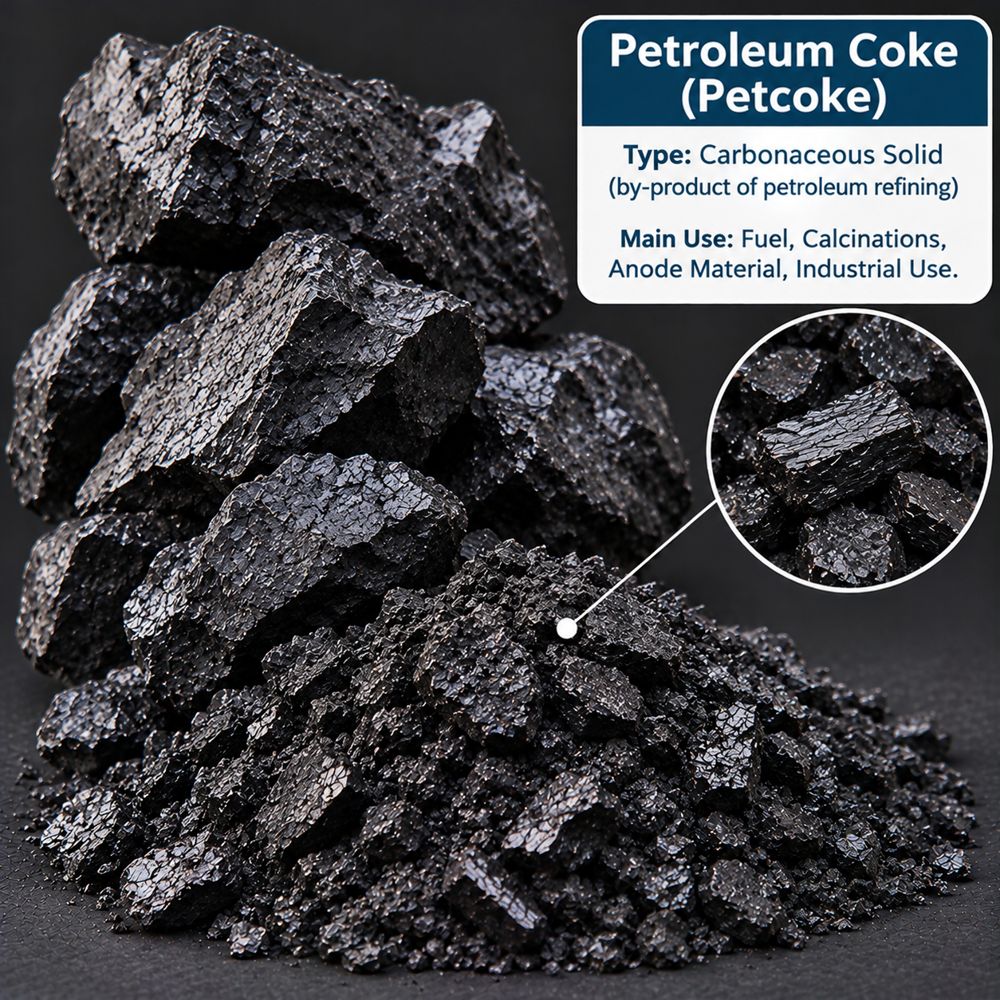 Petroleum Coke
(Petcoke)
Type: Carbonaceous Solid
(by-product of petroleum refining)
Main Use: Fuel, Calcinations,
Anode Material, Industrial Use.